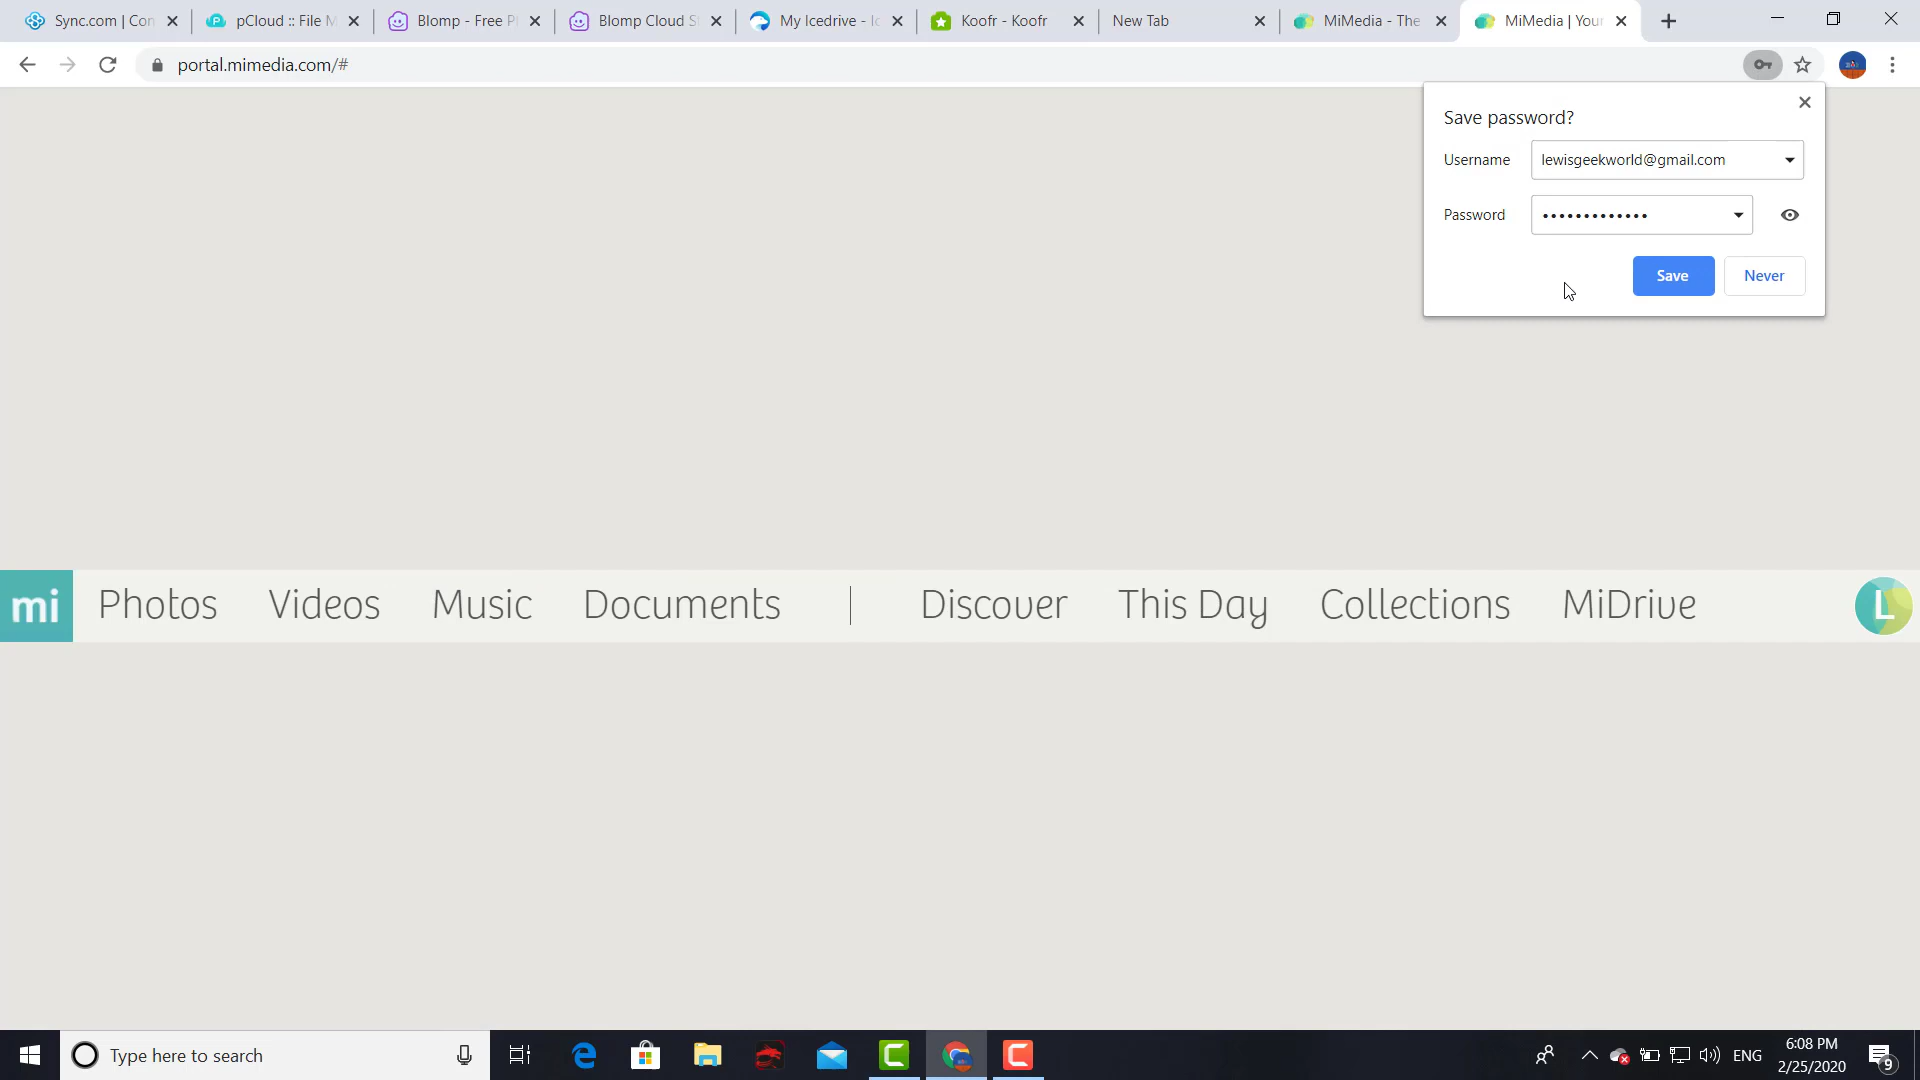 Sync.com | Con
pCloud :: File M
Blomp - Free P
Blomp Cloud S
My Icedrive - Ic
Koofr - Koofr
New Tab
MiMedia - The
MiMedia | Your
portal.mimedia.com/#
Save password?
Username
lewisgeekworld@gmail.com
Password
•••••••••••••
Save
Never
mi
Photos
Videos
Music
Documents
Discover
This Day
Collections
MiDrive
L
Type here to search
ENG
6:08 PM
2/25/2020
9